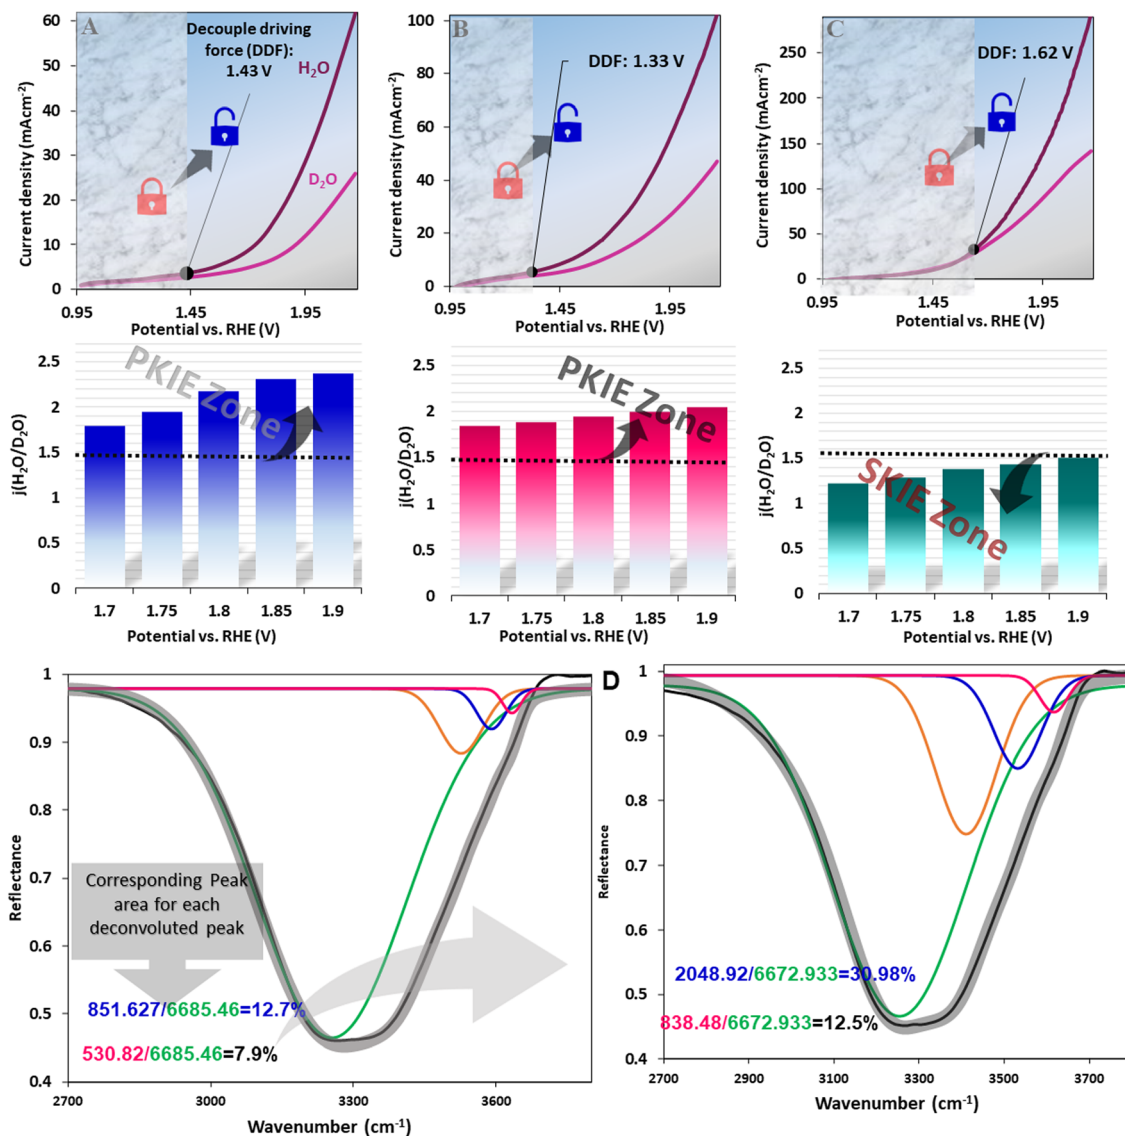 A
Decouple driving
force (DDF):
1.43 V
H2O
D2O
Current density (mAcm-2)
60
50
40
30
20
10
0
0.95
1.45
1.95
Potential vs. RHE (V)
B
DDF: 1.33 V
Current density (mAcm-2)
100
80
60
40
20
0
0.95
1.45
1.95
Potential vs. RHE (V)
C
DDF: 1.62 V
Current density (mAcm-2)
250
200
150
100
50
0
0.95
1.45
1.95
Potential vs. RHE (V)
PKIE Zone
j(H2O/D2O)
2.5
2
1.5
1
0.5
0
1.7
1.75
1.8
1.85
1.9
Potential vs. RHE (V)
PKIE Zone
j(H2O/D2O)
2.5
2
1.5
1
0.5
0
1.7
1.75
1.8
1.85
1.9
Potential vs. RHE (V)
SKIE Zone
j(H2O/D2O)
2.5
2
1.5
1
0.5
0
1.7
1.75
1.8
1.85
1.9
Potential vs. RHE (V)
Reflectance
1
0.9
0.8
0.7
0.6
0.5
0.4
Corresponding Peak
area for each
deconvoluted peak
851.627/6685.46=12.7%
530.82/6685.46=7.9%
2700
3000
3300
3600
Wavenumber (cm-1)
D
Reflectance
1
0.9
0.8
0.7
0.6
0.5
0.4
2048.92/6672.933=30.98%
838.48/6672.933=12.5%
2700
2900
3100
3300
3500
3700
Wavenumber (cm-1)